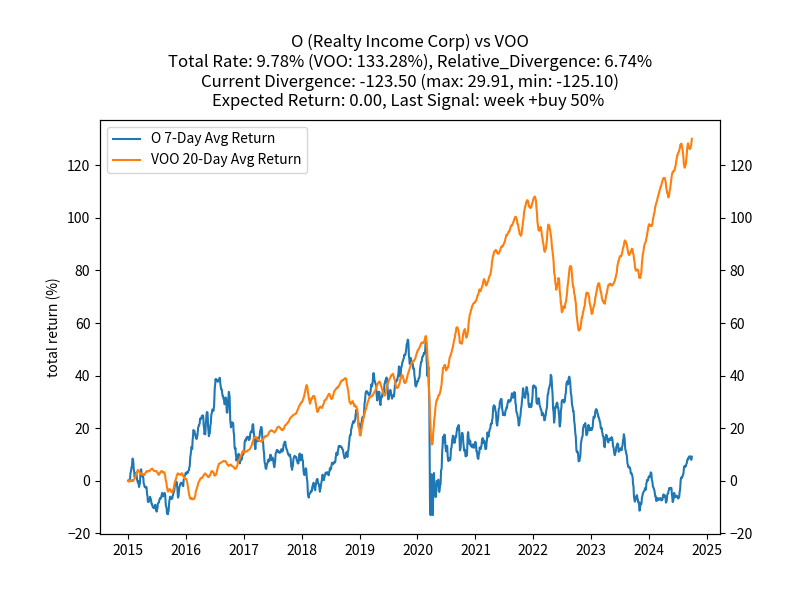 O (Realty Income Corp) vs VOO
Total Rate: 9.78% (VOO: 133.28%), Relative_Divergence: 6.74%
Current Divergence: -123.50 (max: 29.91, min: -125.10)
Expected Return: 0.00, Last Signal: week +buy 50%
O 7-Day Avg Return
VOO 20-Day Avg Return
total return (%)
120
100
80
60
40
20
0
−20
120
100
80
60
40
20
0
−20
2015 2016 2017 2018 2019 2020 2021 2022 2023 2024 2025